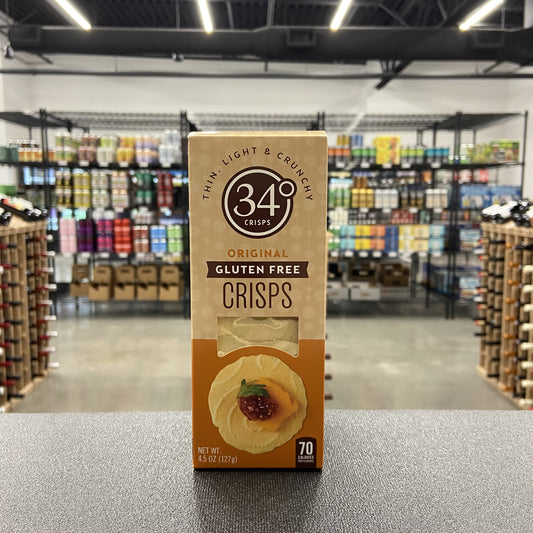 THIN, LIGHT & CRUNCHY
34°
CRISPS
ORIGINAL
GLUTEN FREE
CRISPS
NET WT.
4.5 OZ (127g)
70
CALORIES